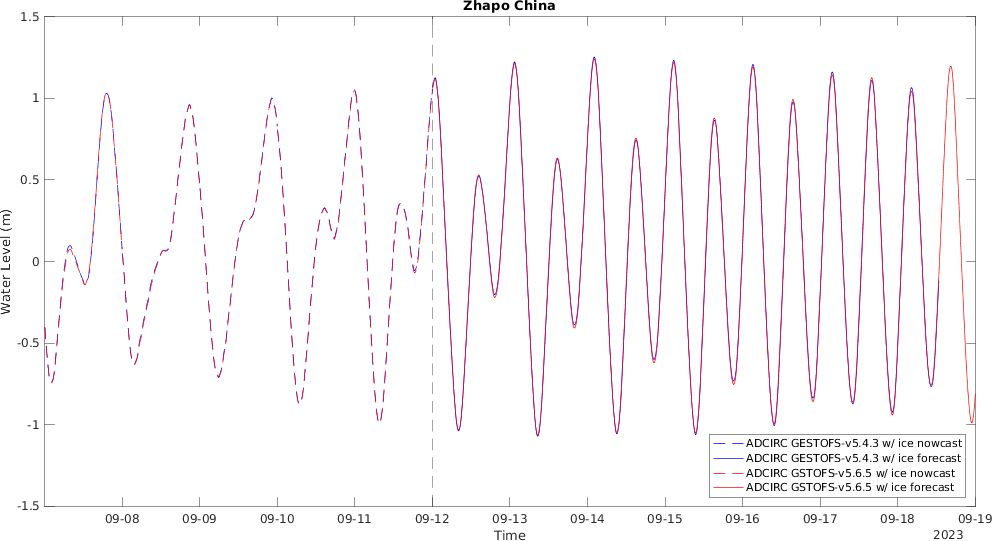 Zhapo China
1.5
1
0.5
0
-0.5
-1
-1.5
Water Level (m)
09-08 09-09 09-10 09-11 09-12 09-13 09-14 09-15 09-16 09-17 09-18 09-19
Time
2023
ADCIRC GESTOFS-v5.4.3 w/ ice nowcast
ADCIRC GESTOFS-v5.4.3 w/ ice forecast
ADCIRC GSTOFS-v5.6.5 w/ ice nowcast
ADCIRC GSTOFS-v5.6.5 w/ ice forecast